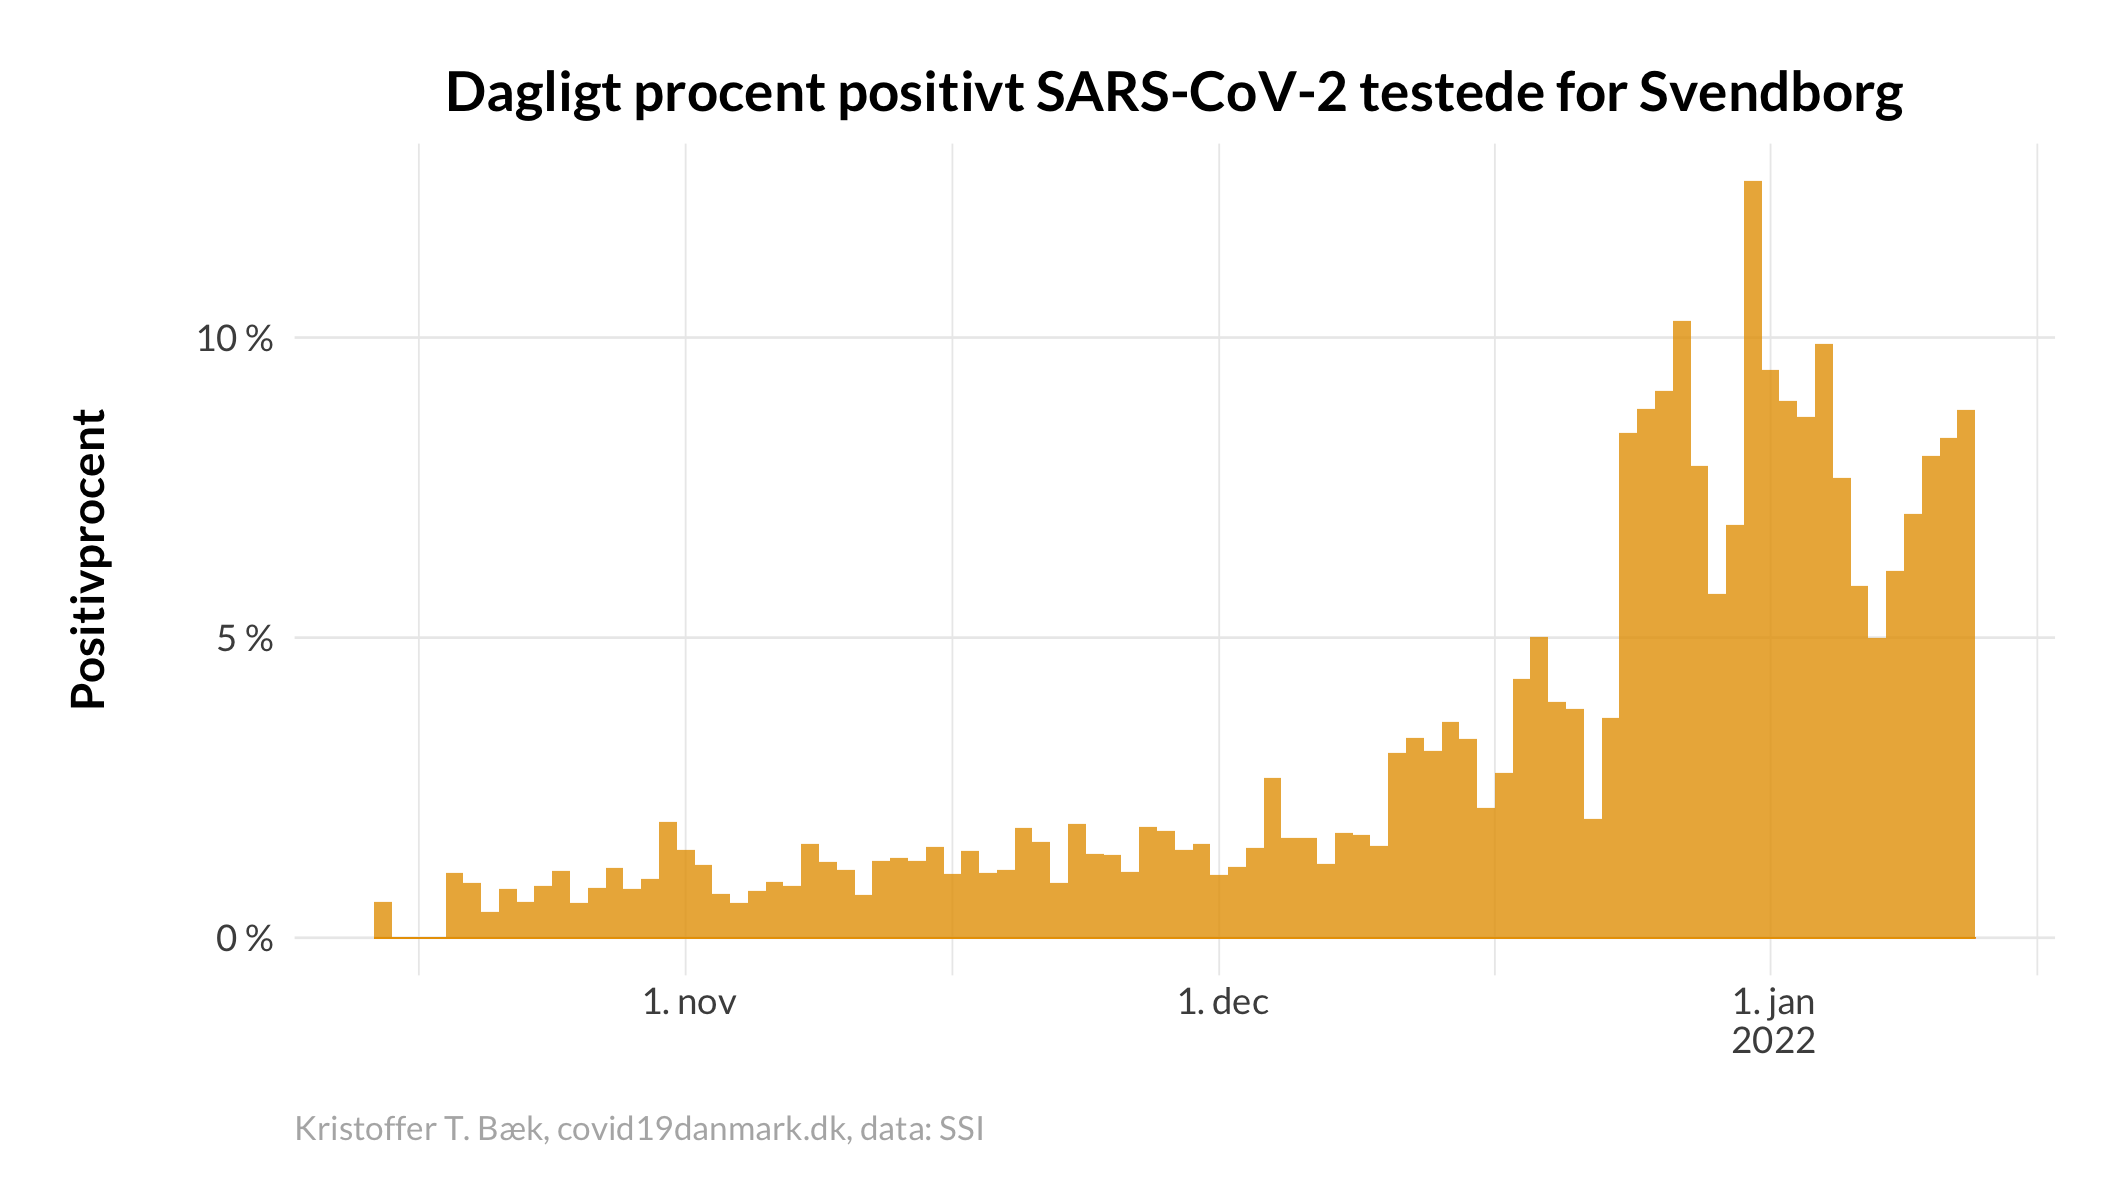 Dagligt procent positivt SARS-CoV-2 testede for Svendborg
Positivprocent
10 %
5 %
0 %
1. nov
1. dec
1. jan
2022
Kristoffer T. Bæk, covid19danmark.dk, data: SSI